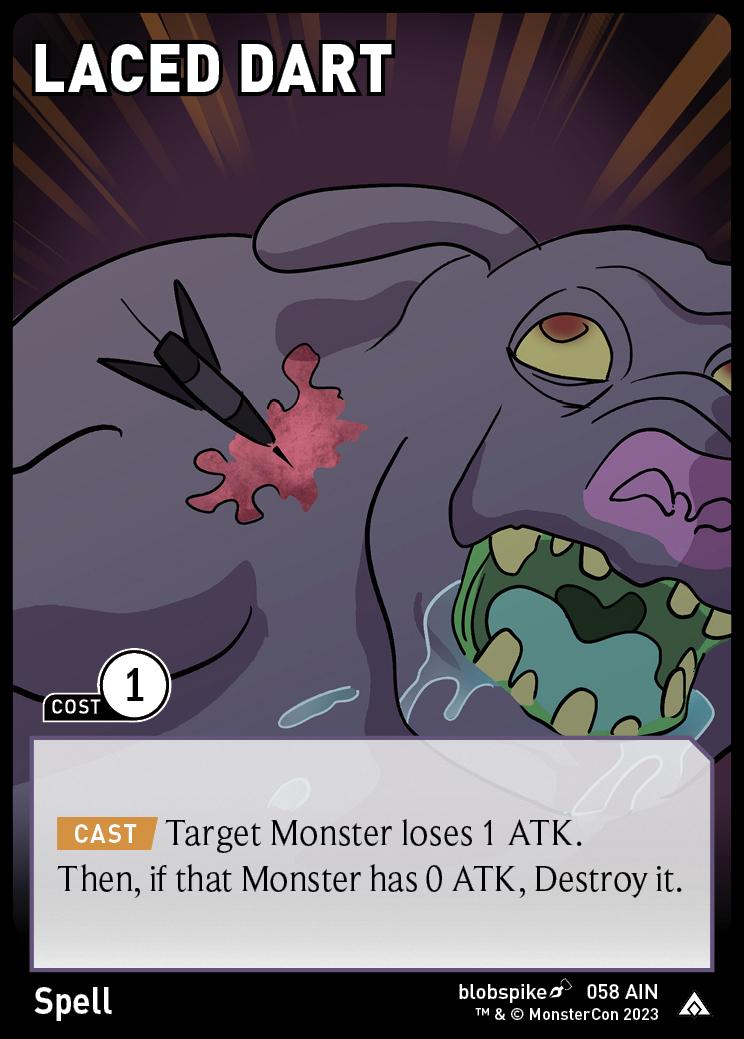 LACED DART
COST 1
CAST Target Monster loses 1 ATK.
Then, if that Monster has 0 ATK, Destroy it.
Spell
blobspike 058 AIN
™ & © MonsterCon 2023